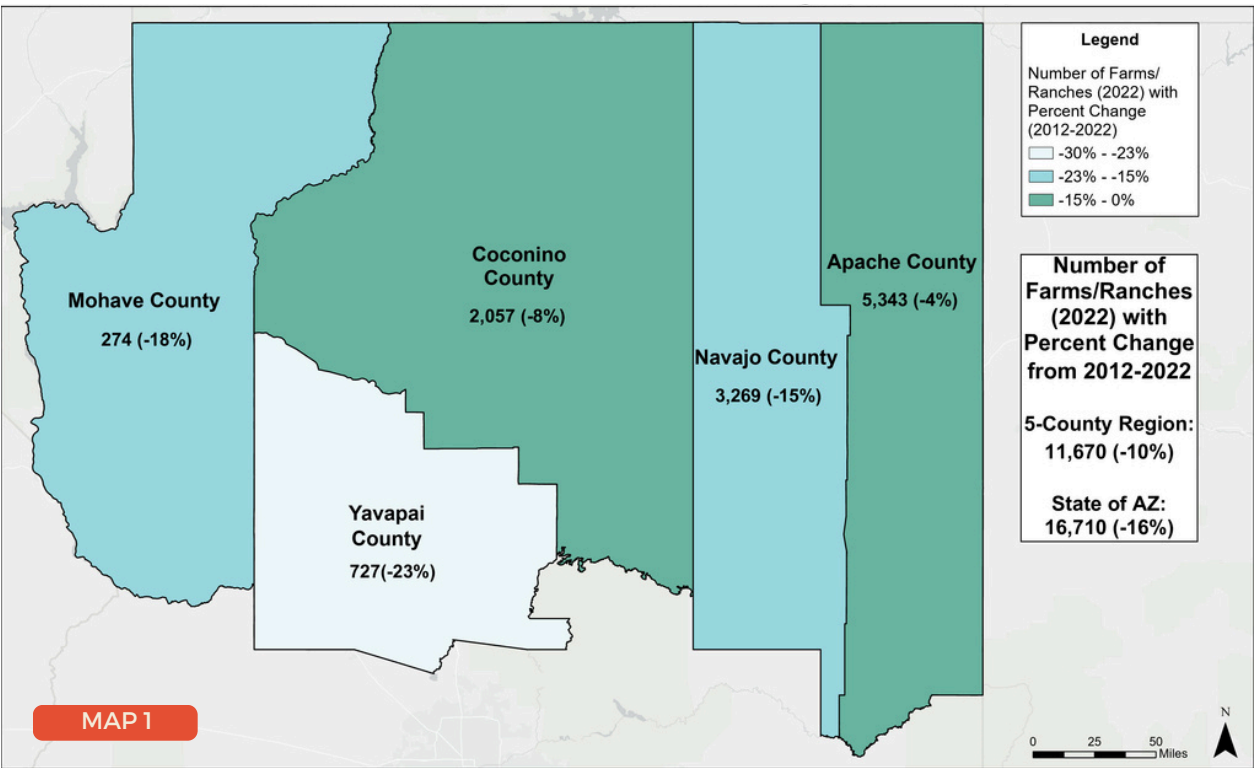 Legend
Number of Farms/
Ranches (2022) with
Percent Change
(2012-2022)
-30% - -23%
-23% - -15%
-15% - 0%
Number of
Farms/Ranches
(2022) with
Percent Change
from 2012-2022
5-County Region:
11,670 (-10%)
State of AZ:
16,710 (-16%)
Mohave County
274 (-18%)
Coconino
County
2,057 (-8%)
Navajo County
3,269 (-15%)
Apache County
5,343 (-4%)
Yavapai
County
727(-23%)
MAP 1
N
0 25 50
Miles